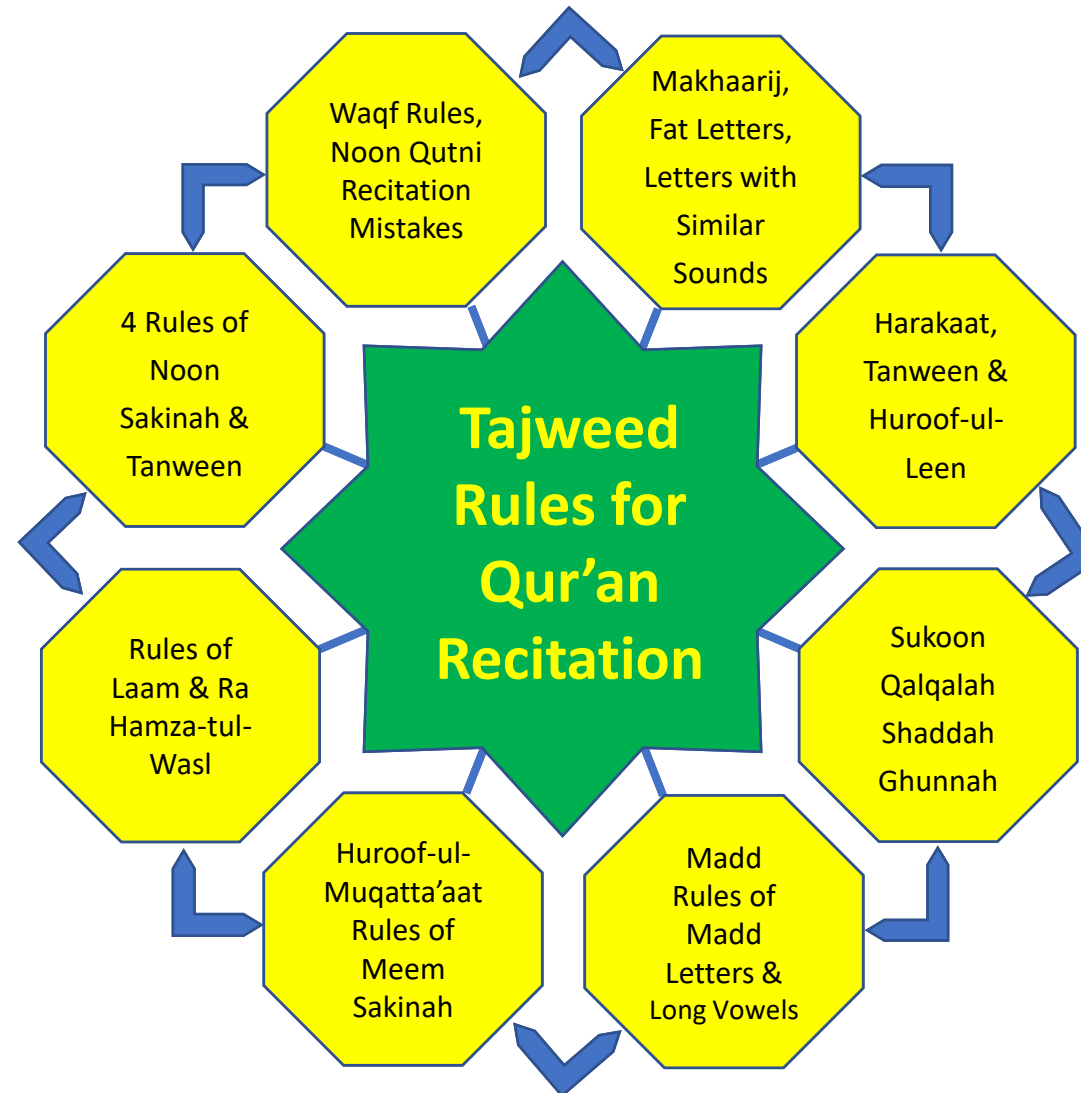 Tajweed
Rules for
Qur’an
Recitation
Makhaarij,
Fat Letters,
Letters with
Similar
Sounds
Harakaat,
Tanween &
Huroof-ul-
Leen
Sukoon
Qalqalah
Shaddah
Ghunnah
Madd
Rules of
Madd
Letters &
Long Vowels
Huroof-ul-
Muqatta’aat
Rules of
Meem
Sakinah
Rules of
Laam & Ra
Hamza-tul-
Wasl
4 Rules of
Noon
Sakinah &
Tanween
Waqf Rules,
Noon Qutni
Recitation
Mistakes